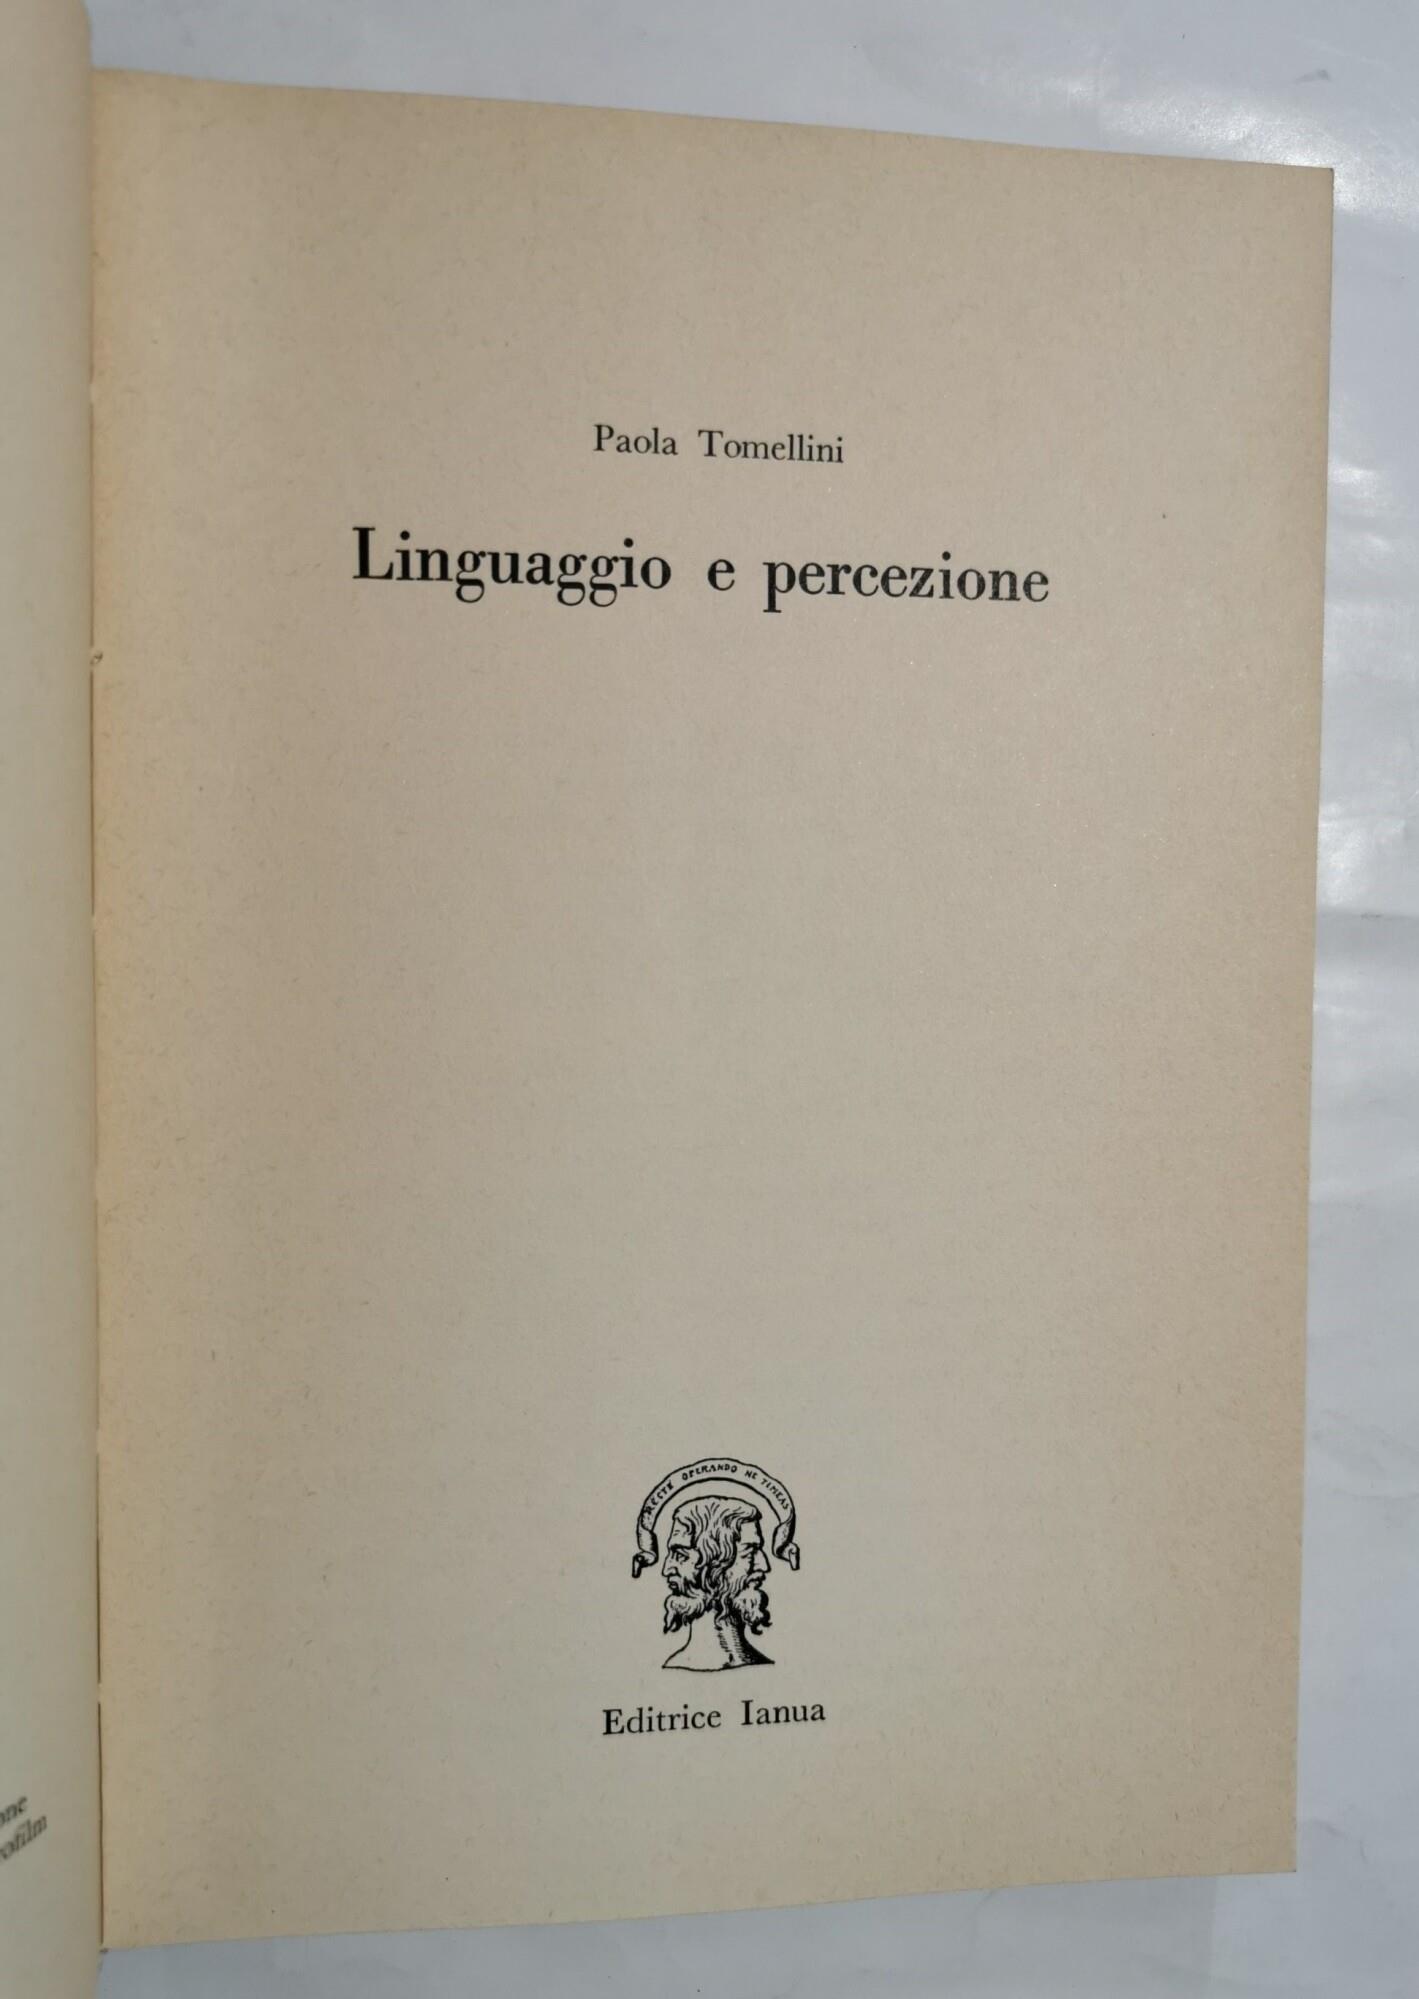 Paola Tomellini
Linguaggio e percezione
RECTE OPERANDO NE TIMEAS
Editrice Ianua